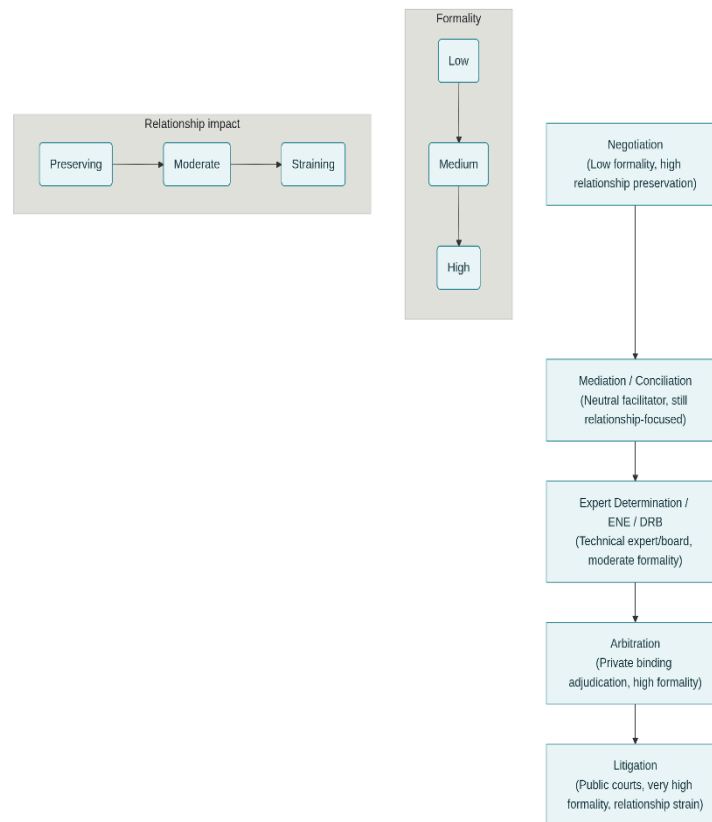 Relationship impact
Preserving
Moderate
Straining
Formality
Low
Medium
High
Negotiation
(Low formality, high
relationship preservation)
Mediation / Conciliation
(Neutral facilitator, still
relationship-focused)
Expert Determination /
ENE / DRB
(Technical expert/board,
moderate formality)
Arbitration
(Private binding
adjudication, high formality)
Litigation
(Public courts, very high
formality, relationship strain)